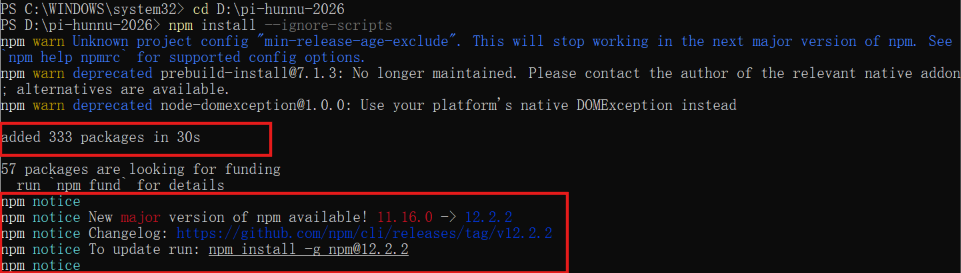 PS C:\WINDOWS\system32> cd D:\pi-hunnu-2026
PS D:\pi-hunnu-2026> npm install --ignore-scripts
npm warn Unknown project config "min-release-age-exclude". This will stop working in the next major version of npm. See
`npm help npmrc` for supported config options.
npm warn deprecated prebuild-install@7.1.3: No longer maintained. Please contact the author of the relevant native addon
; alternatives are available.
npm warn deprecated node-domexception@1.0.0: Use your platform's native DOMException instead
added 333 packages in 30s
57 packages are looking for funding
run `npm fund` for details
npm notice
npm notice New major version of npm available! 11.16.0 -> 12.2.2
npm notice Changelog: https://github.com/npm/cli/releases/tag/v12.2.2
npm notice To update run: npm install -g npm@12.2.2
npm notice